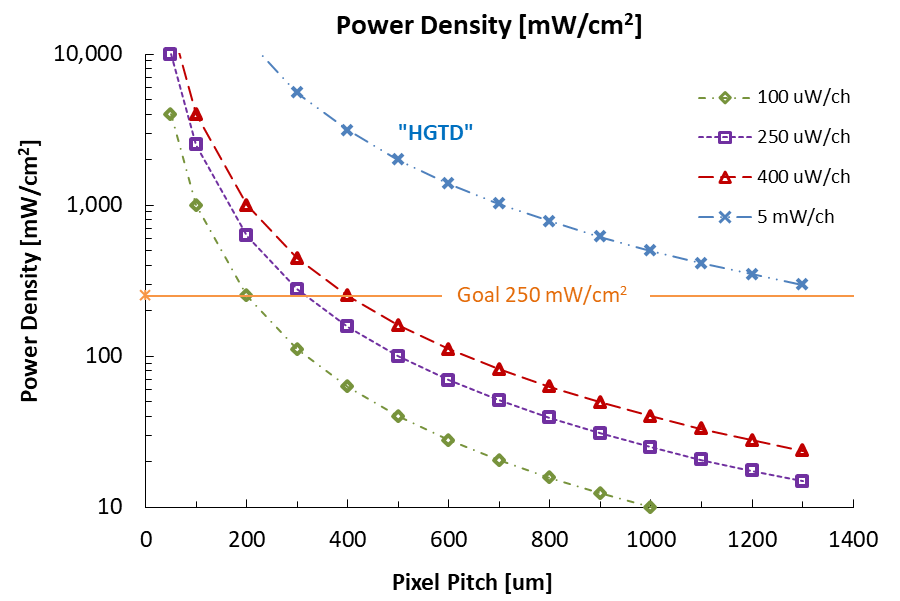 Power Density [mW/cm²]
10,000
1,000
100
10
Power Density [mW/cm²]
"HGTD"
100 uW/ch
250 uW/ch
400 uW/ch
5 mW/ch
Goal 250 mW/cm²
0
200
400
600
800
1000
1200
1400
Pixel Pitch [um]